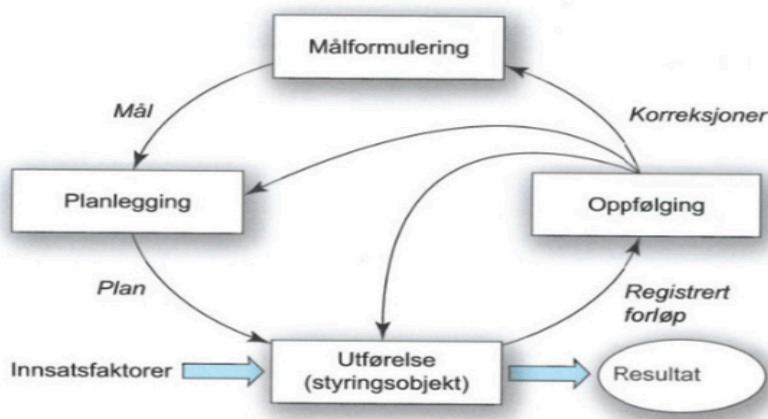 Målformulering
Mål
Korreksjoner
Planlegging
Oppfølging
Plan
Registrert
forløp
Innsatsfaktorer
Utførelse
(styringsobjekt)
Resultat